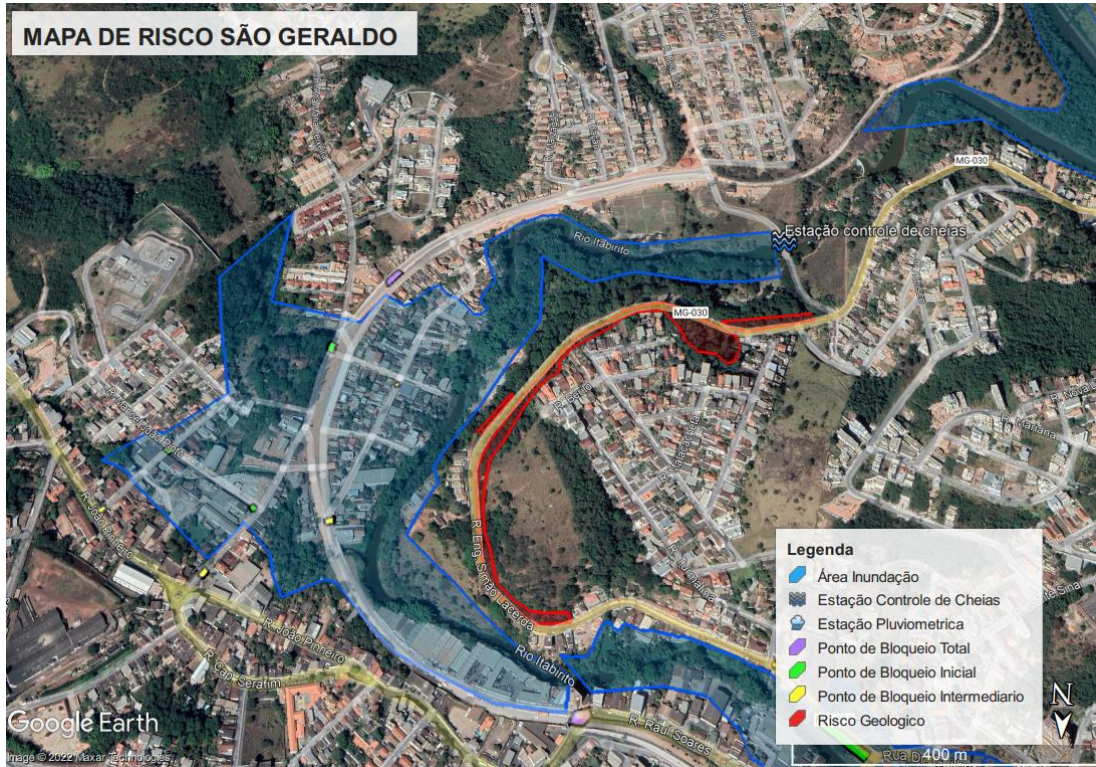 MAPA DE RISCO SÃO GERALDO
MG-030
Estação controle de cheias
Rio Itabirito
MG-030
R. Eng. Simão Lacerda
R. João Pinheiro
R. João Pinheiro
R. Cap. Serafim
Rio Itabirito
R. Raul Soares
R. Mariana
Legenda
Área Inundação
Estação Controle de Cheias
Estação Pluviometrica
Ponto de Bloqueio Total
Ponto de Bloqueio Inicial
Ponto de Bloqueio Intermediario
Risco Geologico
N
Rua D
400 m
Google Earth
Image © 2022 Maxar Technologies